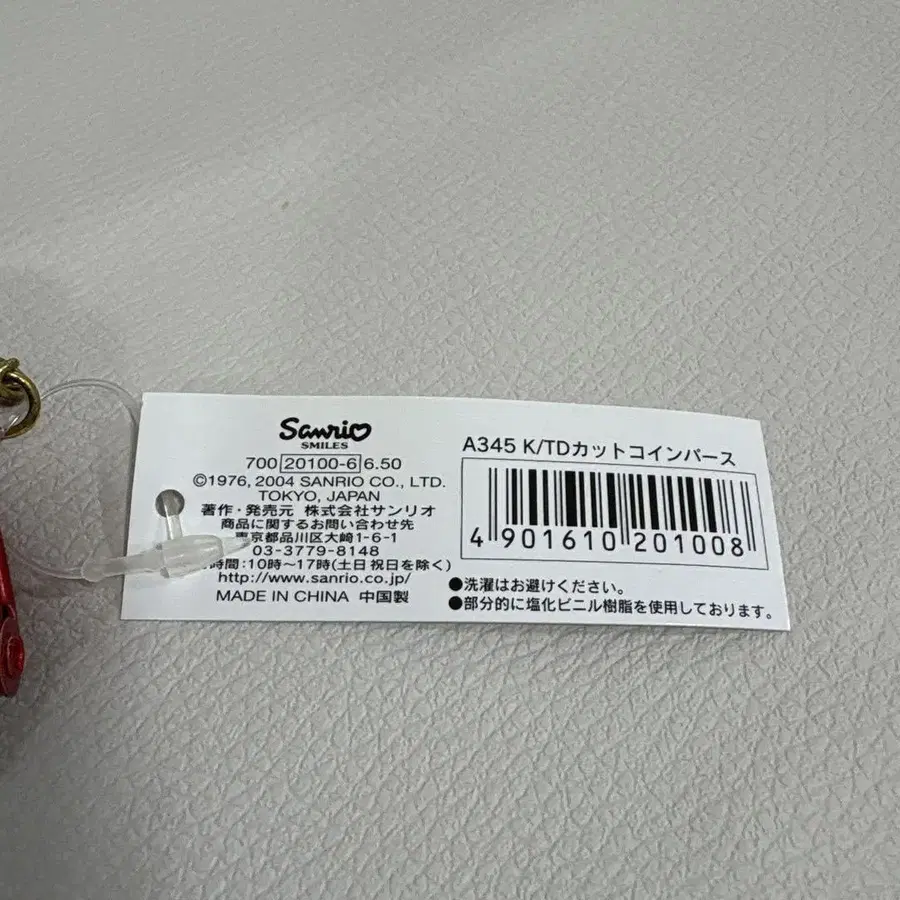 Sanrio
SMILES
700 20100-6 6.50
©1976, 2004 SANRIO CO., LTD.
TOKYO, JAPAN
著作・発売元 株式会社サンリオ
商品に関するお問い合わせ先
東京都品川区大崎1-6-1
03-3779-8148
時間:10時~17時(土日祝日を除く)
http://www.sanrio.co.jp/
MADE IN CHINA 中国製
A345 K/TDカットコインパース
4 901610 201008
●洗濯はお避けください。
●部分的に塩化ビニル樹脂を使用しております。